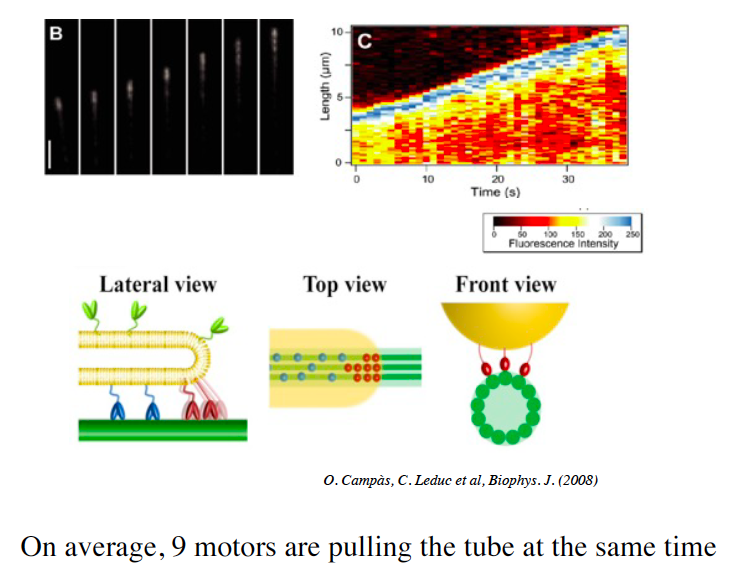 B
C
10
5
0
Length (μm)
0 10 20 30
Time (s)
0 50 100 150 200 250
Fluorescence Intensity
Lateral view Top view Front view
O. Campàs, C. Leduc et al, Biophys. J. (2008)
On average, 9 motors are pulling the tube at the same time